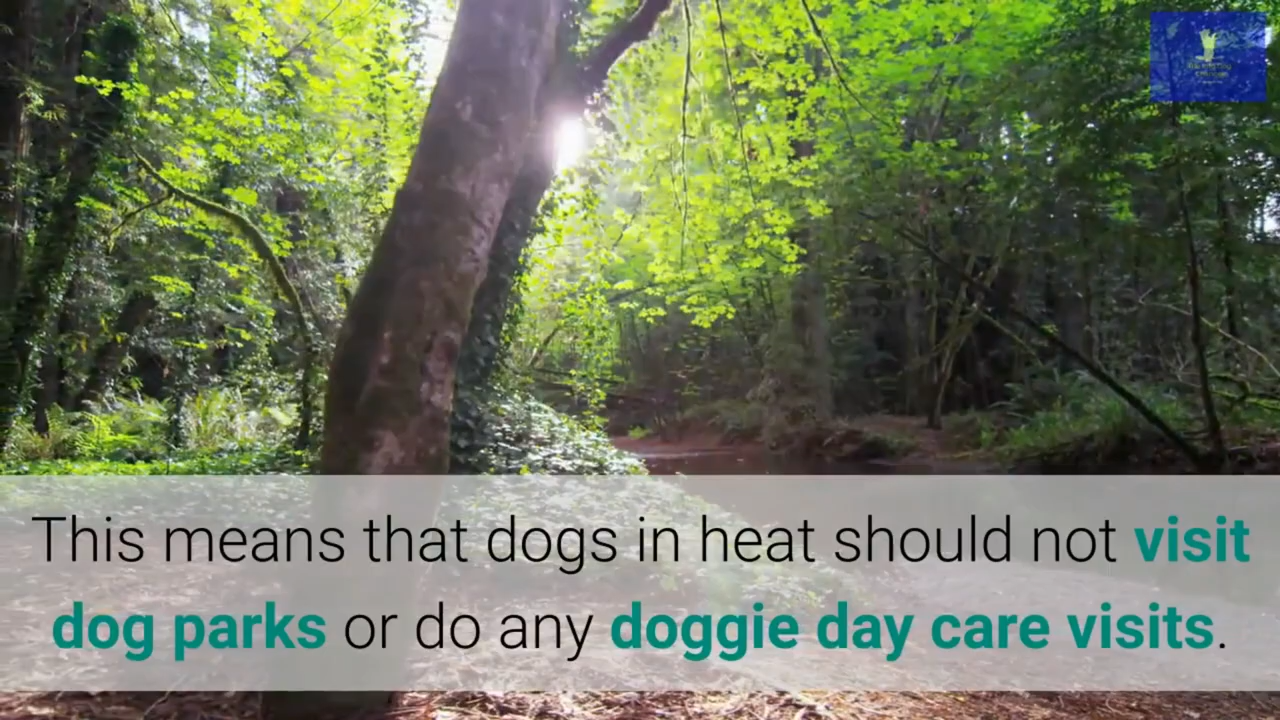 This means that dogs in heat should not visit
dog parks or do any doggie day care visits.